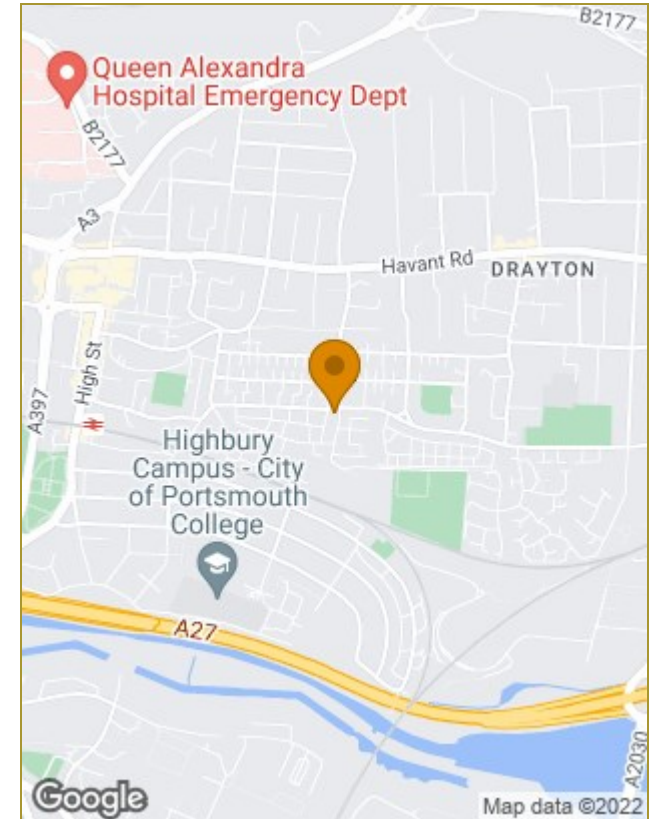 B2177
Queen Alexandra
Hospital Emergency Dept
B2177
A3
Havant Rd
DRAYTON
High St
A397
Highbury
Campus - City
of Portsmouth
College
A27
A2030
Google
Map data ©2022